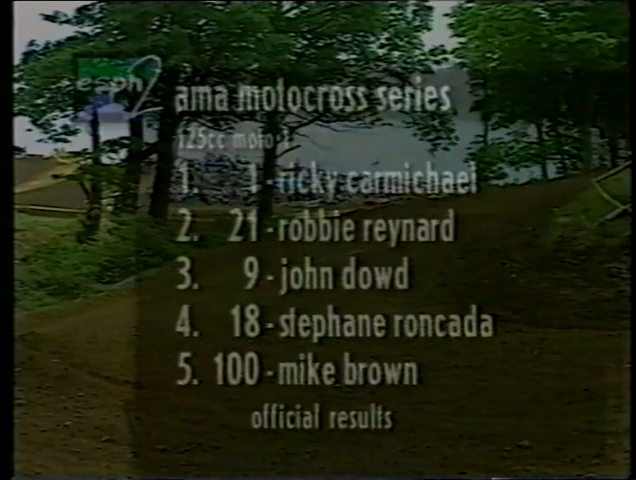 espn2
ama motocross series
125cc moto 1
1. 1 - ricky carmichael
2. 21 - robbie reynard
3. 9 - john dowd
4. 18 - stephane roncada
5. 100 - mike brown
official results